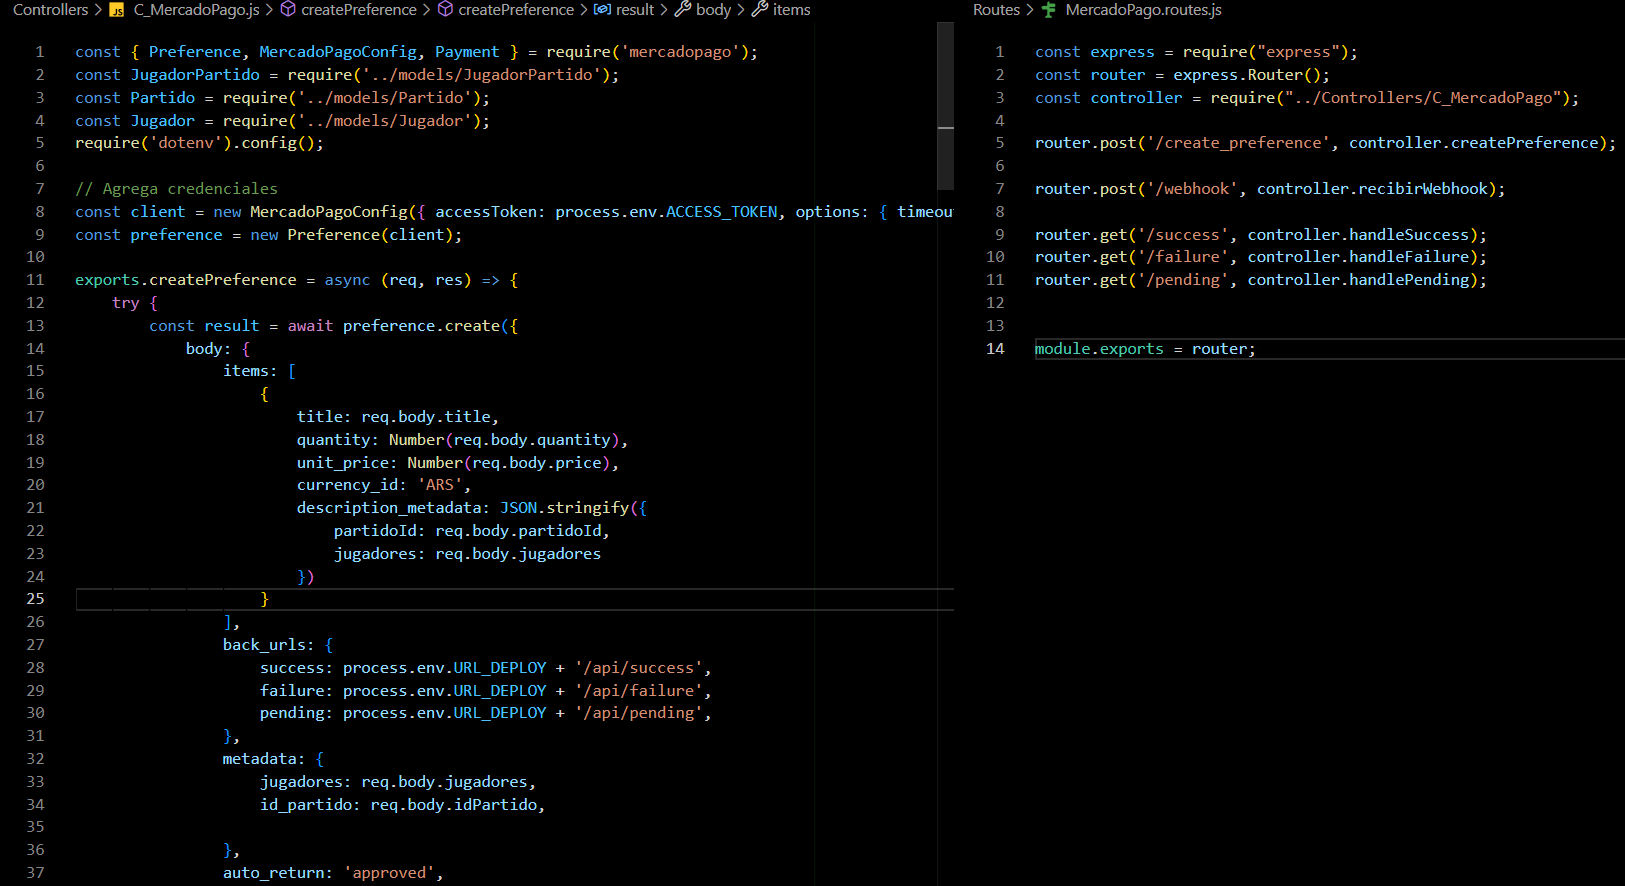 Controllers > JS C_MercadoPago.js > createPreference > createPreference > result > body > items
1 const { Preference, MercadoPagoConfig, Payment } = require('mercadopago');
2 const JugadorPartido = require('../models/JugadorPartido');
3 const Partido = require('../models/Partido');
4 const Jugador = require('../models/Jugador');
5 require('dotenv').config();
6
7 // Agrega credenciales
8 const client = new MercadoPagoConfig({ accessToken: process.env.ACCESS_TOKEN, options: { timeou
9 const preference = new Preference(client);
10
11 exports.createPreference = async (req, res) => {
12 try {
13 const result = await preference.create({
14 body: {
15 items: [
16 {
17 title: req.body.title,
18 quantity: Number(req.body.quantity),
19 unit_price: Number(req.body.price),
20 currency_id: 'ARS',
21 description_metadata: JSON.stringify({
22 partidoId: req.body.partidoId,
23 jugadores: req.body.jugadores
24 })
25 }
26 ],
27 back_urls: {
28 success: process.env.URL_DEPLOY + '/api/success',
29 failure: process.env.URL_DEPLOY + '/api/failure',
30 pending: process.env.URL_DEPLOY + '/api/pending',
31 },
32 metadata: {
33 jugadores: req.body.jugadores,
34 id_partido: req.body.idPartido,
35
36 },
37 auto_return: 'approved',
Routes > MercadoPago.routes.js
1 const express = require("express");
2 const router = express.Router();
3 const controller = require("../Controllers/C_MercadoPago");
4
5 router.post('/create_preference', controller.createPreference);
6
7 router.post('/webhook', controller.recibirWebhook);
8
9 router.get('/success', controller.handleSuccess);
10 router.get('/failure', controller.handleFailure);
11 router.get('/pending', controller.handlePending);
12
13
14 module.exports = router;